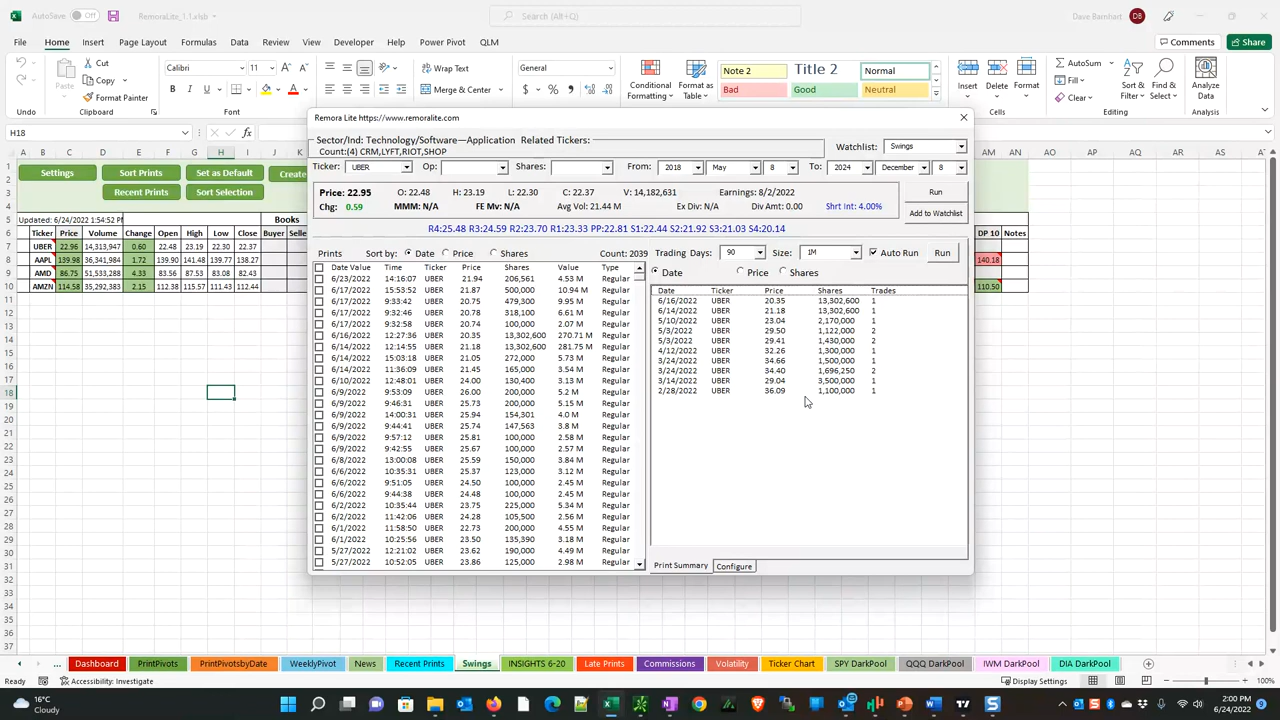 AutoSave Off RemoraLite_1.1.xlsb Search (Alt+Q) Dave Barnhart DB
File Home Insert Page Layout Formulas Data Review View Developer Help Power Pivot QLM Comments Share
Cut Calibri 11 Wrap Text General Note 2 Title 2 Normal AutoSum
Copy Fill
Format Painter Merge & Center Bad Good Neutral Clear
Paste Conditional Formatting Format as Table Insert Delete Format Sort & Filter Find & Select Analyze Data
Undo Clipboard Cells Analysis
H18
Remora Lite https://www.remoralite.com
Sector/Ind: Technology/Software—Application Related Tickers:
Count:(4) CRM,LYFT,RIOT,SHOP
Watchlist: Swings
Ticker: UBER Op: Shares: From: 2018 May 8 To: 2024 December 8
Price: 22.95 O: 22.48 H: 23.19 L: 22.30 C: 22.37 V: 14,182,631 Earnings: 8/2/2022 Run
Chg: 0.59 MMM: N/A FE Mv: N/A Avg Vol: 21.44 M Ex Div: N/A Div Amt: 0.00 Shrt Int: 4.00% Add to Watchlist
R4:25.48 R3:24.59 R2:23.70 R1:23.33 PP:22.81 S1:22.44 S2:21.92 S3:21.03 S4:20.14
Prints Sort by: Date Price Shares Count: 2039
Trading Days: 90 Size: 1M Auto Run Run
Date Price Shares
Date Value Time Ticker Price Shares Value Type
6/23/2022 14:16:07 UBER 21.94 206,561 4.53 M Regular
6/17/2022 15:53:52 UBER 21.87 500,000 10.94 M Regular
6/17/2022 9:33:42 UBER 20.75 479,300 9.95 M Regular
6/17/2022 9:32:46 UBER 20.78 318,100 6.61 M Regular
6/17/2022 9:32:58 UBER 20.74 100,000 2.07 M Regular
6/16/2022 12:27:36 UBER 20.35 13,302,600 270.71 M Regular
6/14/2022 12:14:55 UBER 21.18 13,302,600 281.75 M Regular
6/14/2022 15:03:18 UBER 21.05 272,000 5.73 M Regular
6/14/2022 11:36:09 UBER 21.45 165,000 3.54 M Regular
6/10/2022 12:48:01 UBER 24.00 130,400 3.13 M Regular
6/9/2022 9:53:09 UBER 26.00 200,000 5.2 M Regular
6/9/2022 9:46:31 UBER 25.73 200,000 5.15 M Regular
6/9/2022 14:00:31 UBER 25.94 154,301 4.0 M Regular
6/9/2022 9:44:41 UBER 25.74 147,563 3.8 M Regular
6/9/2022 9:57:12 UBER 25.81 100,000 2.58 M Regular
6/9/2022 9:42:55 UBER 25.67 100,000 2.57 M Regular
6/8/2022 13:00:08 UBER 25.59 150,000 3.84 M Regular
6/8/2022 10:35:31 UBER 25.37 123,000 3.12 M Regular
6/6/2022 9:51:05 UBER 24.50 100,000 2.45 M Regular
6/6/2022 9:44:38 UBER 24.48 100,000 2.45 M Regular
6/2/2022 10:35:44 UBER 23.75 225,000 5.34 M Regular
6/2/2022 11:42:06 UBER 24.28 100,500 2.44 M Regular
6/1/2022 11:58:50 UBER 22.73 200,000 4.55 M Regular
6/1/2022 10:25:56 UBER 23.50 135,390 3.18 M Regular
5/27/2022 12:21:02 UBER 23.62 190,000 4.49 M Regular
5/27/2022 10:52:05 UBER 23.86 125,000 2.98 M Regular
Date Ticker Price Shares Trades
6/16/2022 UBER 20.35 13,302,600 1
6/14/2022 UBER 21.18 13,302,600 1
5/10/2022 UBER 23.04 2,170,000 1
5/3/2022 UBER 29.50 1,122,000 2
5/3/2022 UBER 29.41 1,430,000 2
4/12/2022 UBER 32.26 1,300,000 1
3/24/2022 UBER 34.66 1,500,000 1
3/24/2022 UBER 34.40 1,696,250 2
3/14/2022 UBER 29.04 3,500,000 1
2/28/2022 UBER 36.09 1,100,000 1
Print Summary Configure
A B C D E F G H I J K AM AN AO AP AQ AR AS AT
Settings Sort Prints Set as Default Create
Recent Prints Sort Selection
Updated: 6/24/2022 1:54:52 Books
Ticker Price Volume Change Open High Low Close Buyer Selle DP 10 Notes
UBER 22.96 14,313,947 0.60 22.48 23.19 22.30 22.37
AAPL 139.98 36,341,984 1.72 139.90 141.48 139.77 138.27 140.18
AMD 86.75 51,533,838 4.33 83.56 87.53 83.08 82.43
AMZN 114.58 35,292,383 2.15 112.38 115.57 111.43 112.44 110.50
Dashboard PrintPivots PrintPivotsbyDate WeeklyPivot News Recent Prints Swings INSIGHTS 6-20 Late Prints Commissions Volatility Ticker Chart SPY DarkPool QQQ DarkPool IWM DarkPool DIA DarkPool
Ready Accessibility: Investigate Display Settings 100%
16°C Cloudy 2:00 PM 6/24/2022